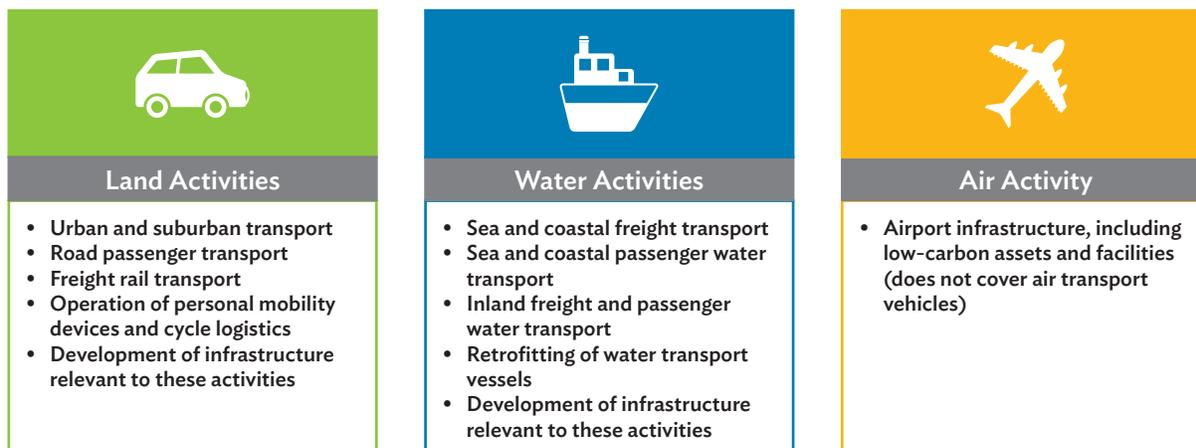 Land Activities
• Urban and suburban transport
• Road passenger transport
• Freight rail transport
• Operation of personal mobility
devices and cycle logistics
• Development of infrastructure
relevant to these activities
Water Activities
• Sea and coastal freight transport
• Sea and coastal passenger water
transport
• Inland freight and passenger
water transport
• Retrofitting of water transport
vessels
• Development of infrastructure
relevant to these activities
Air Activity
• Airport infrastructure, including
low-carbon assets and facilities
(does not cover air transport
vehicles)